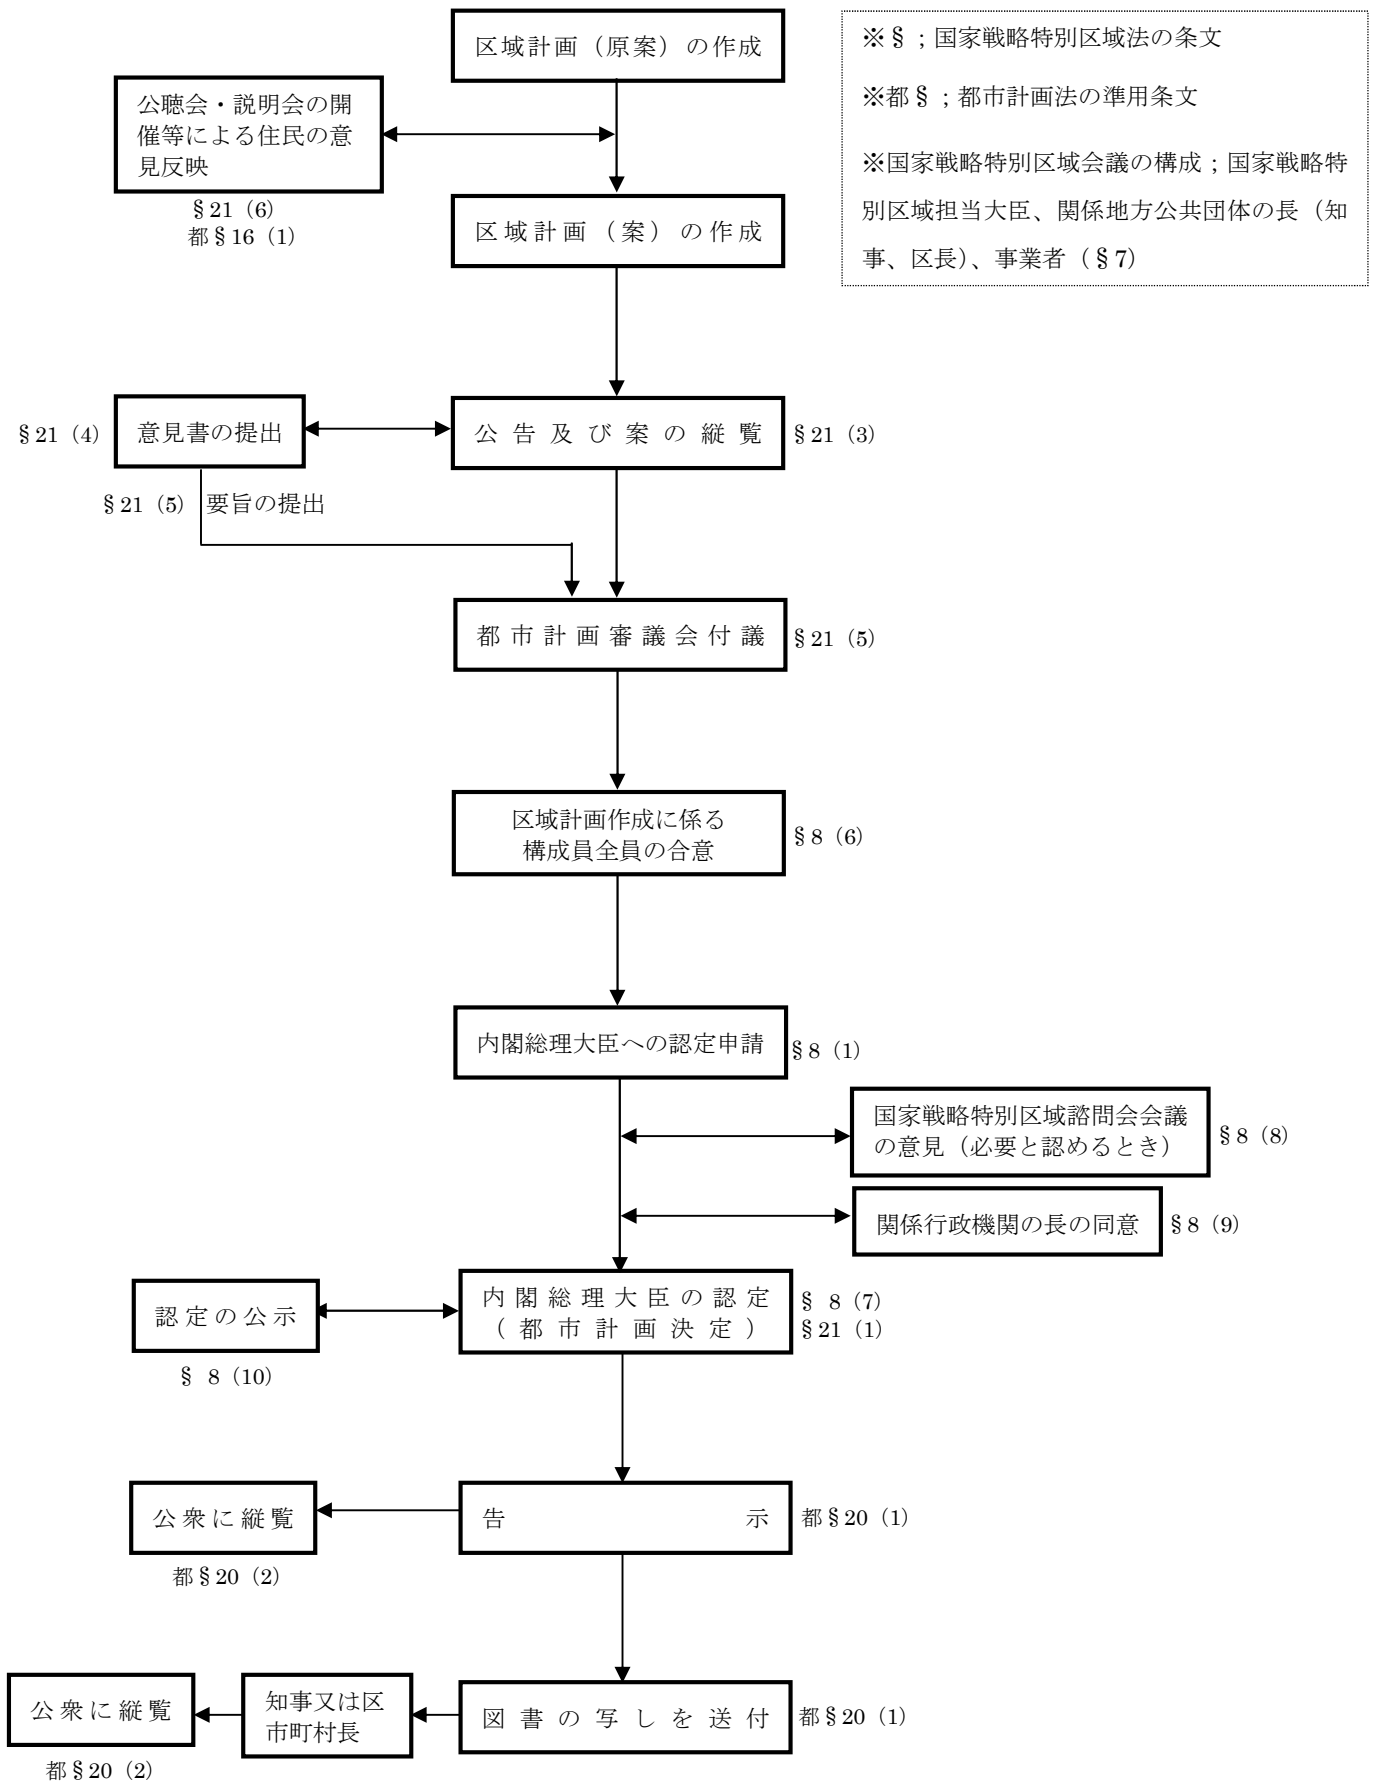 区域計画（原案）の作成
※§；国家戦略特別区域法の条文
※都§；都市計画法の準用条文
※国家戦略特別区域会議の構成；国家戦略特
別区域担当大臣、関係地方公共団体の長（知
事、区長）、事業者（§7）
公聴会・説明会の開
催等による住民の意
見反映
§21（6）
都§16（1）
区域計画（案）の作成
§21（4）
意見書の提出
公告及び案の縦覧
§21（3）
§21（5）
要旨の提出
都市計画審議会付議
§21（5）
区域計画作成に係る
構成員全員の合意
§8（6）
内閣総理大臣への認定申請
§8（1）
国家戦略特別区域諮問会会議
の意見（必要と認めるとき）
§8（8）
関係行政機関の長の同意
§8（9）
認定の公示
§ 8（10）
内閣総理大臣の認定
（都市計画決定）
§ 8（7）
§21（1）
公衆に縦覧
都§20（2）
告示
都§20（1）
公衆に縦覧
都§20（2）
知事又は区
市町村長
図書の写しを送付
都§20（1）